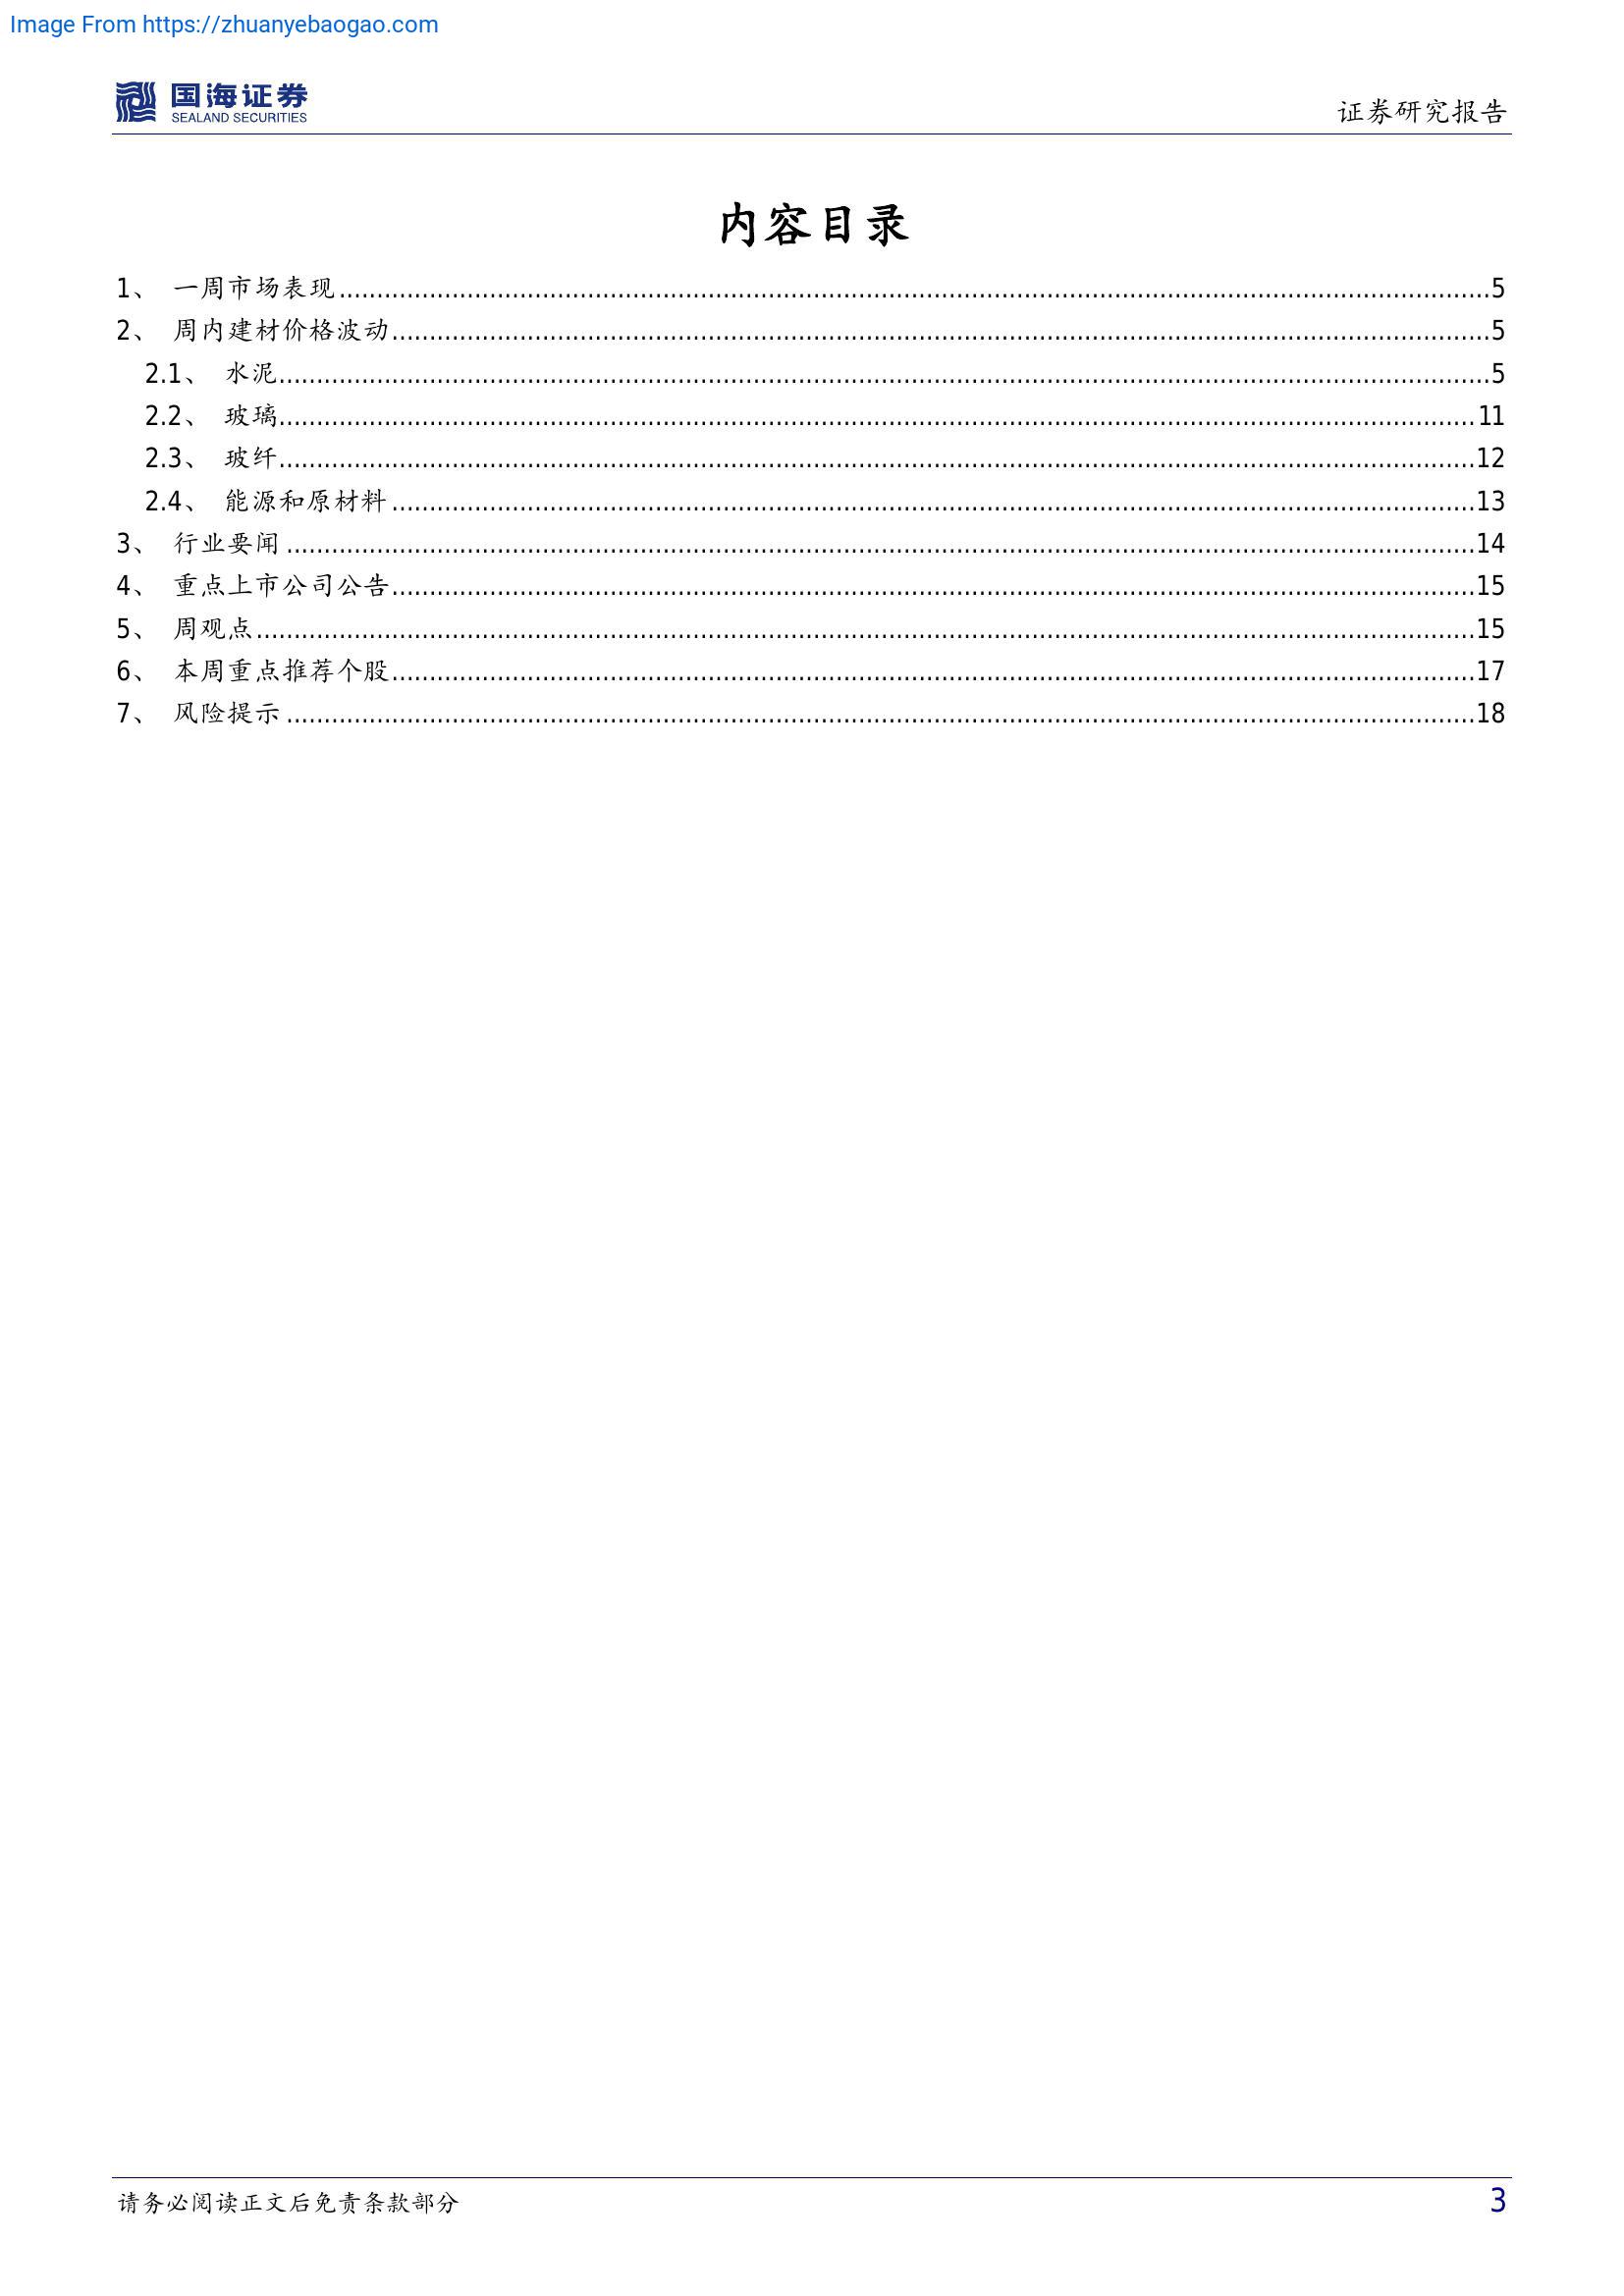 Image From https://zhuanyebaogao.com
国海证券
SEALAND SECURITIES
证券研究报告
内容目录
1、 一周市场表现........................................5
2、 周内建材价格波动........................................5
2.1、 水泥........................................5
2.2、 玻璃........................................11
2.3、 玻纤........................................12
2.4、 能源和原材料........................................13
3、 行业要闻........................................14
4、 重点上市公司公告........................................15
5、 周观点........................................15
6、 本周重点推荐个股........................................17
7、 风险提示........................................18
请务必阅读正文后免责条款部分
3